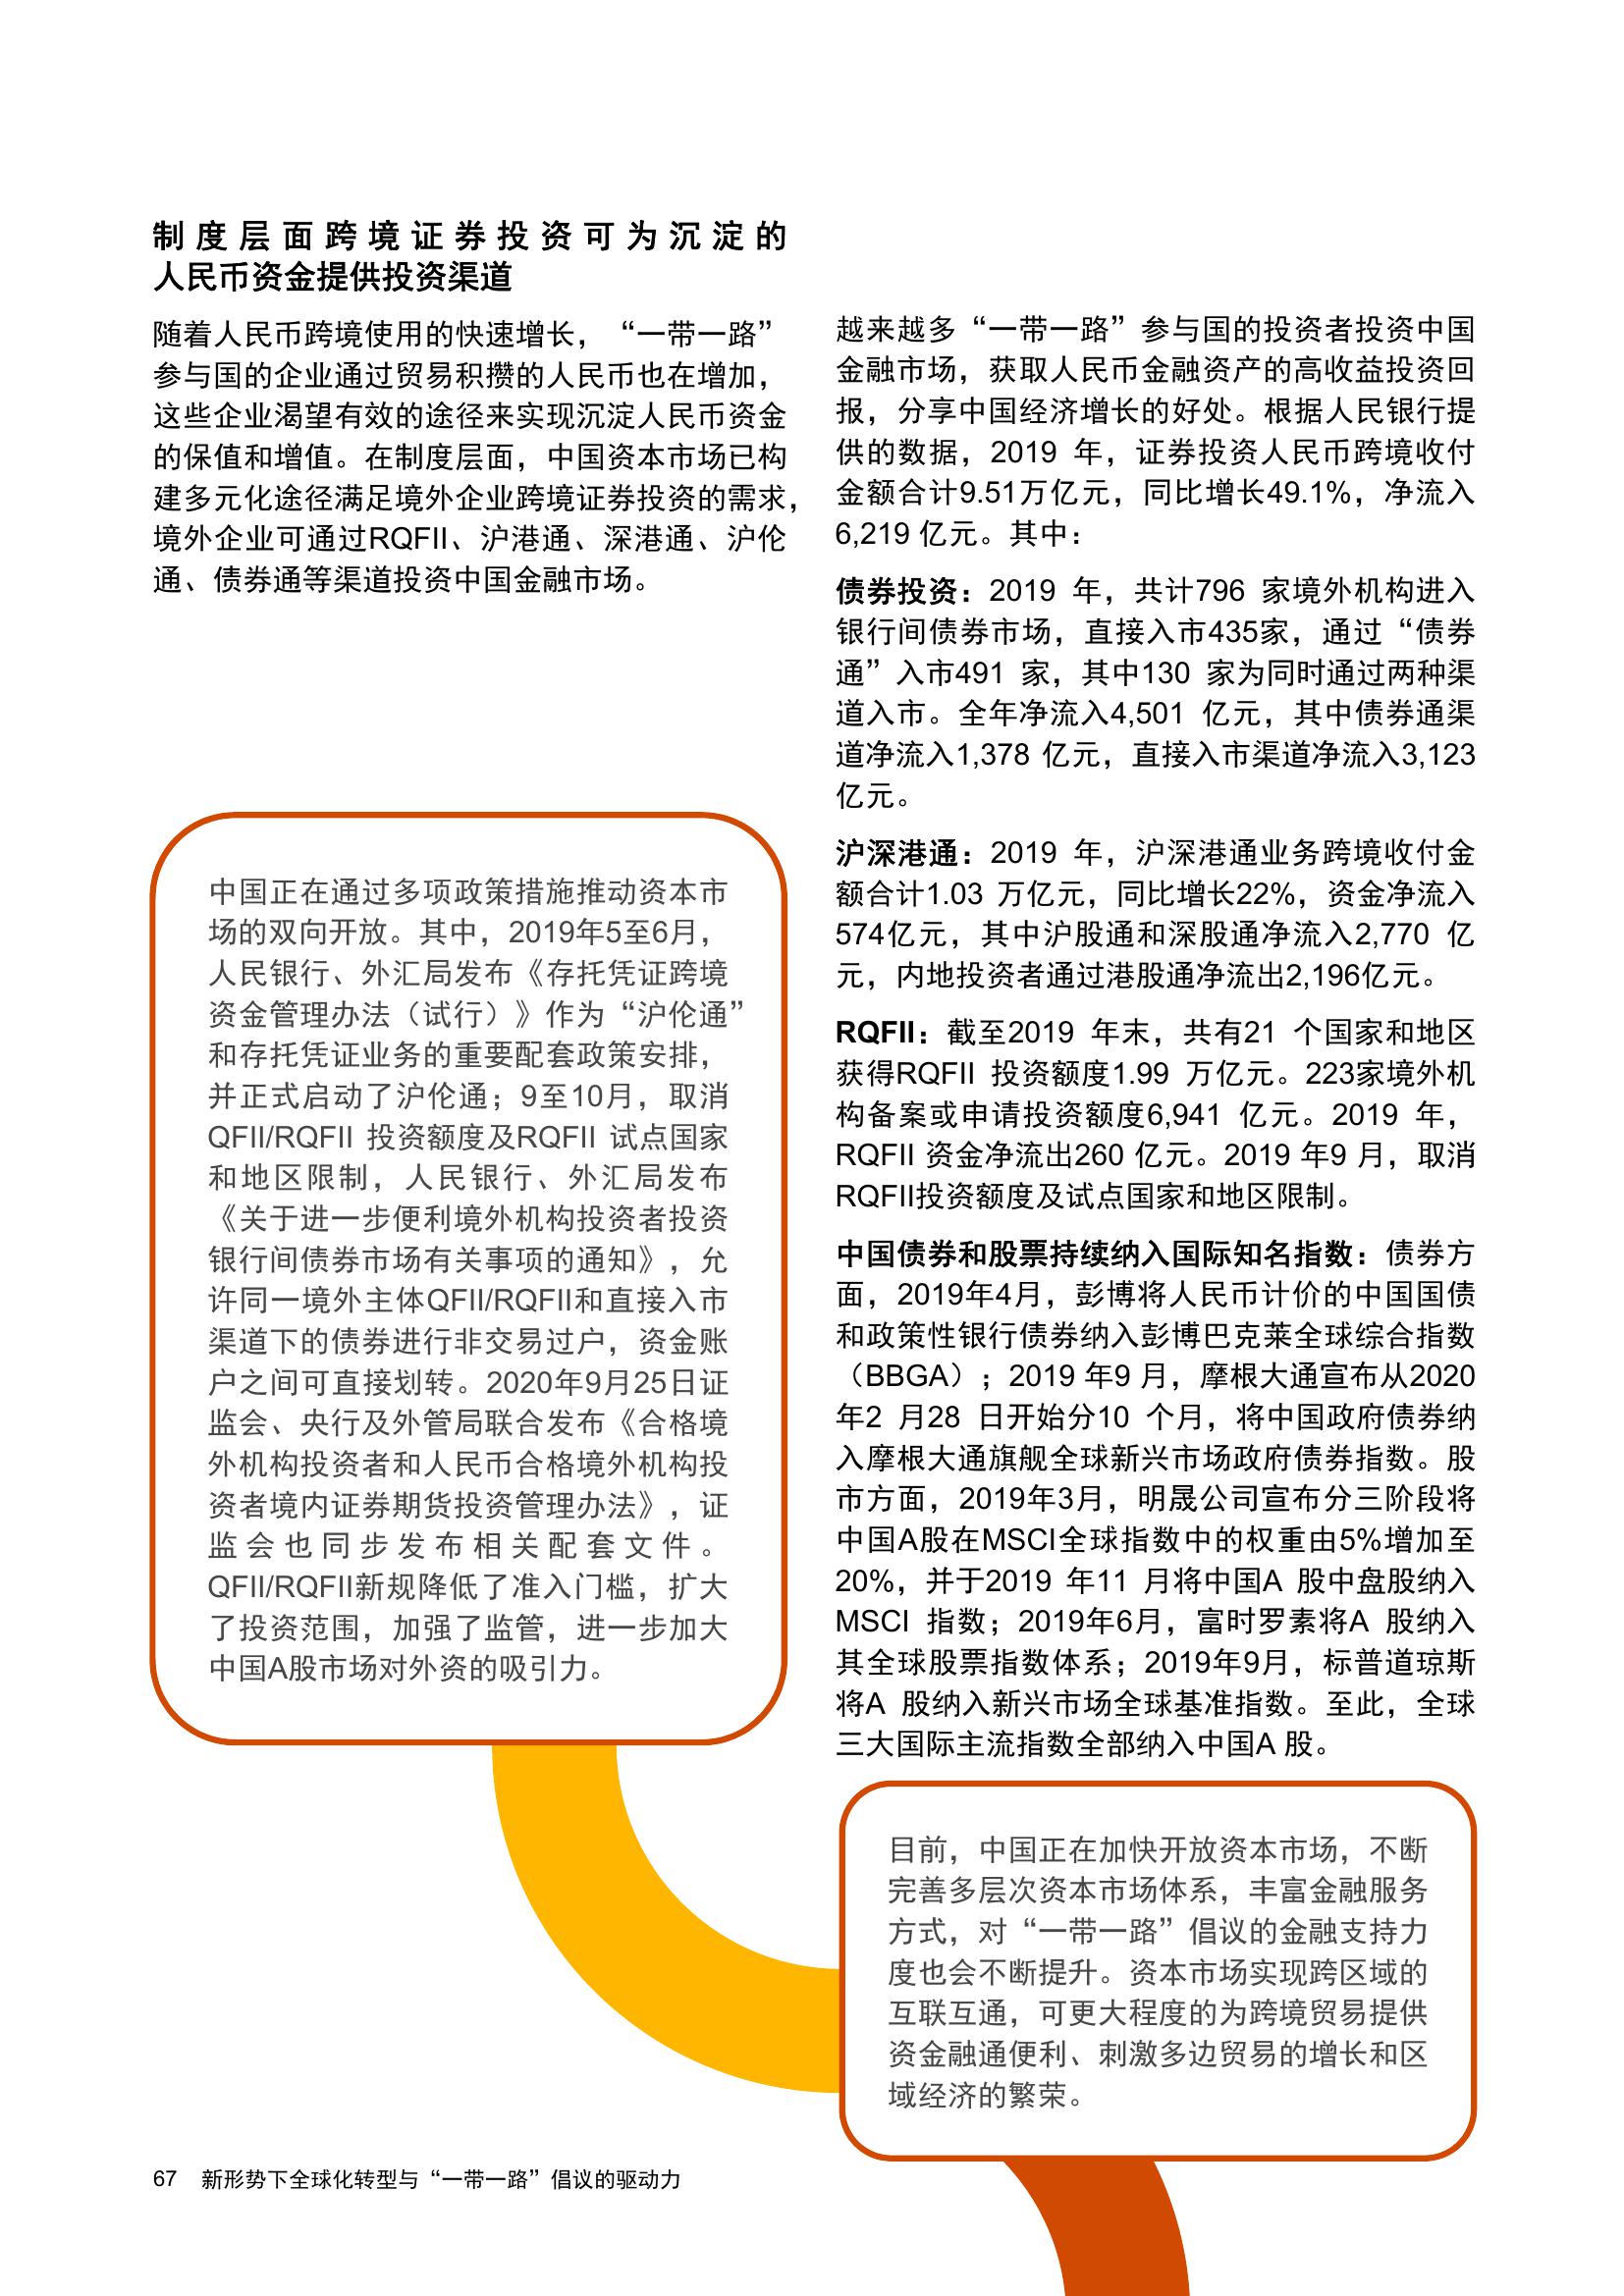 制度层面跨境证券投资可为沉淀的
人民币资金提供投资渠道
随着人民币跨境使用的快速增长，“一带一路”
参与国的企业通过贸易积攒的人民币也在增加，
这些企业渴望有效的途径来实现沉淀人民币资金
的保值和增值。在制度层面，中国资本市场已构
建多元化途径满足境外企业跨境证券投资的需求，
境外企业可通过RQFII、沪港通、深港通、沪伦
通、债券通等渠道投资中国金融市场。
中国正在通过多项政策措施推动资本市
场的双向开放。其中，2019年5至6月，
人民银行、外汇局发布《存托凭证跨境
资金管理办法（试行）》作为“沪伦通”
和存托凭证业务的重要配套政策安排，
并正式启动了沪伦通；9至10月，取消
QFII/RQFII 投资额度及RQFII 试点国家
和地区限制，人民银行、外汇局发布
《关于进一步便利境外机构投资者投资
银行间债券市场有关事项的通知》，允
许同一境外主体QFII/RQFII和直接入市
渠道下的债券进行非交易过户，资金账
户之间可直接划转。2020年9月25日证
监会、央行及外管局联合发布《合格境
外机构投资者和人民币合格境外机构投
资者境内证券期货投资管理办法》，证
监会也同步发布相关配套文件。
QFII/RQFII新规降低了准入门槛，扩大
了投资范围，加强了监管，进一步加大
中国A股市场对外资的吸引力。
越来越多“一带一路”参与国的投资者投资中国
金融市场，获取人民币金融资产的高收益投资回
报，分享中国经济增长的好处。根据人民银行提
供的数据，2019 年，证券投资人民币跨境收付
金额合计9.51万亿元，同比增长49.1%，净流入
6,219 亿元。其中：
债券投资：2019 年，共计796 家境外机构进入
银行间债券市场，直接入市435家，通过“债券
通”入市491 家，其中130 家为同时通过两种渠
道入市。全年净流入4,501 亿元，其中债券通渠
道净流入1,378 亿元，直接入市渠道净流入3,123
亿元。
沪深港通：2019 年，沪深港通业务跨境收付金
额合计1.03 万亿元，同比增长22%，资金净流入
574亿元，其中沪股通和深股通净流入2,770 亿
元，内地投资者通过港股通净流出2,196亿元。
RQFII：截至2019 年末，共有21 个国家和地区
获得RQFII 投资额度1.99 万亿元。223家境外机
构备案或申请投资额度6,941 亿元。2019 年，
RQFII 资金净流出260 亿元。2019 年9 月，取消
RQFII投资额度及试点国家和地区限制。
中国债券和股票持续纳入国际知名指数：债券方
面，2019年4月，彭博将人民币计价的中国国债
和政策性银行债券纳入彭博巴克莱全球综合指数
（BBGA）；2019 年9 月，摩根大通宣布从2020
年2 月28 日开始分10 个月，将中国政府债券纳
入摩根大通旗舰全球新兴市场政府债券指数。股
市方面，2019年3月，明晟公司宣布分三阶段将
中国A股在MSCI全球指数中的权重由5%增加至
20%，并于2019 年11 月将中国A 股中盘股纳入
MSCI 指数；2019年6月，富时罗素将A 股纳入
其全球股票指数体系；2019年9月，标普道琼斯
将A 股纳入新兴市场全球基准指数。至此，全球
三大国际主流指数全部纳入中国A 股。
目前，中国正在加快开放资本市场，不断
完善多层次资本市场体系，丰富金融服务
方式，对“一带一路”倡议的金融支持力
度也会不断提升。资本市场实现跨区域的
互联互通，可更大程度的为跨境贸易提供
资金融通便利、刺激多边贸易的增长和区
域经济的繁荣。
67 新形势下全球化转型与“一带一路”倡议的驱动力